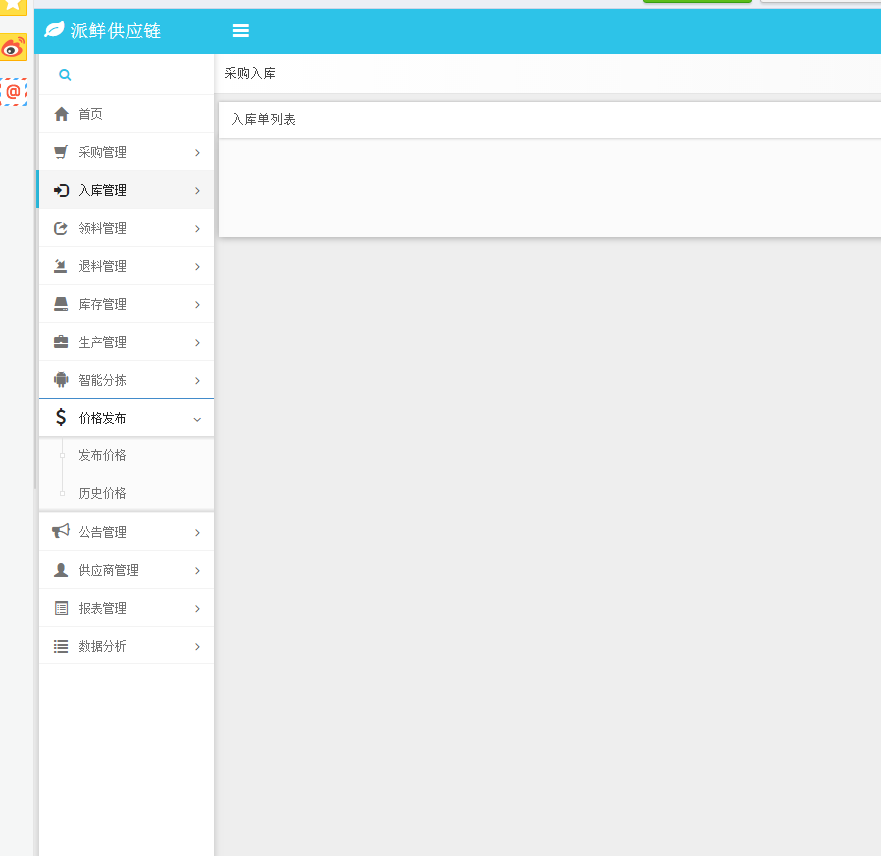 派鲜供应链
采购入库
首页
入库单列表
采购管理
入库管理
领料管理
退料管理
库存管理
生产管理
智能分拣
价格发布
发布价格
历史价格
公告管理
供应商管理
报表管理
数据分析